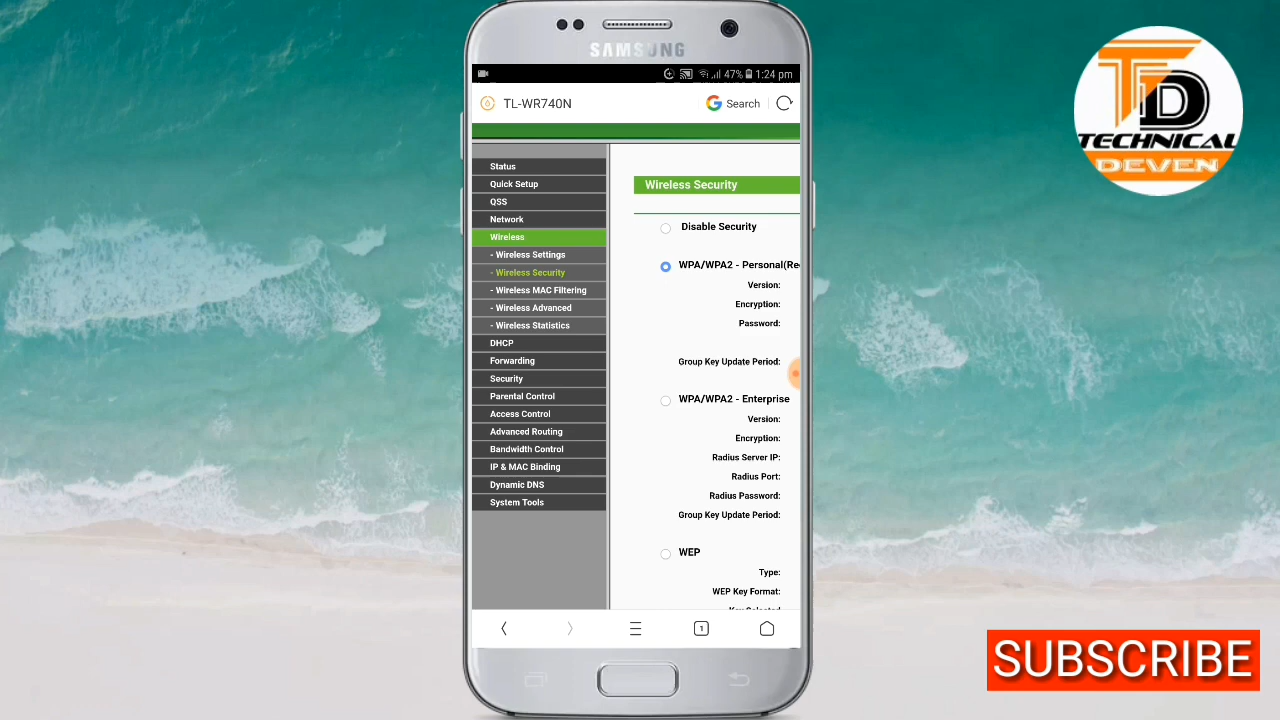 SAMSUNG
47% 1:24 pm
TL-WR740N
Search
Status
Quick Setup
QSS
Network
Wireless
- Wireless Settings
- Wireless Security
- Wireless MAC Filtering
- Wireless Advanced
- Wireless Statistics
DHCP
Forwarding
Security
Parental Control
Access Control
Advanced Routing
Bandwidth Control
IP & MAC Binding
Dynamic DNS
System Tools
Wireless Security
Disable Security
WPA/WPA2 - Personal(Re
Version:
Encryption:
Password:
Group Key Update Period:
WPA/WPA2 - Enterprise
Version:
Encryption:
Radius Server IP:
Radius Port:
Radius Password:
Group Key Update Period:
WEP
Type:
WEP Key Format:
Key Selected
1
TD
TECHNICAL
DEVEN
SUBSCRIBE